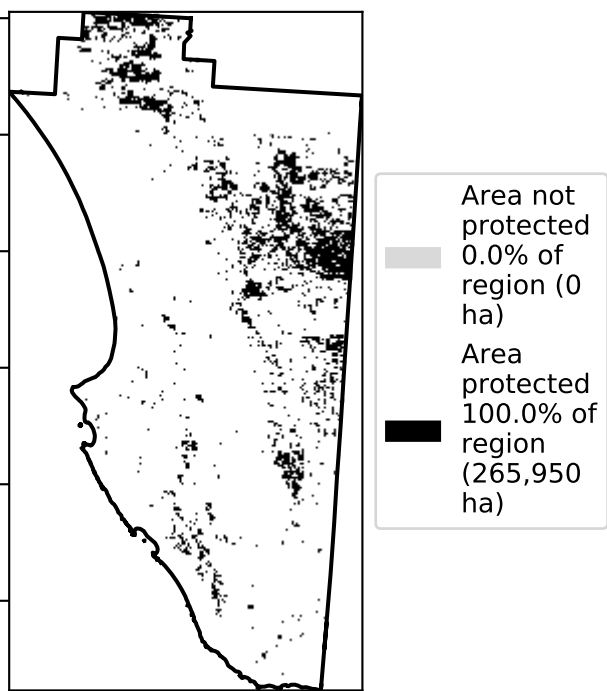 Area not
protected
0.0% of
region (0
ha)
Area
protected
100.0% of
region
(265,950
ha)